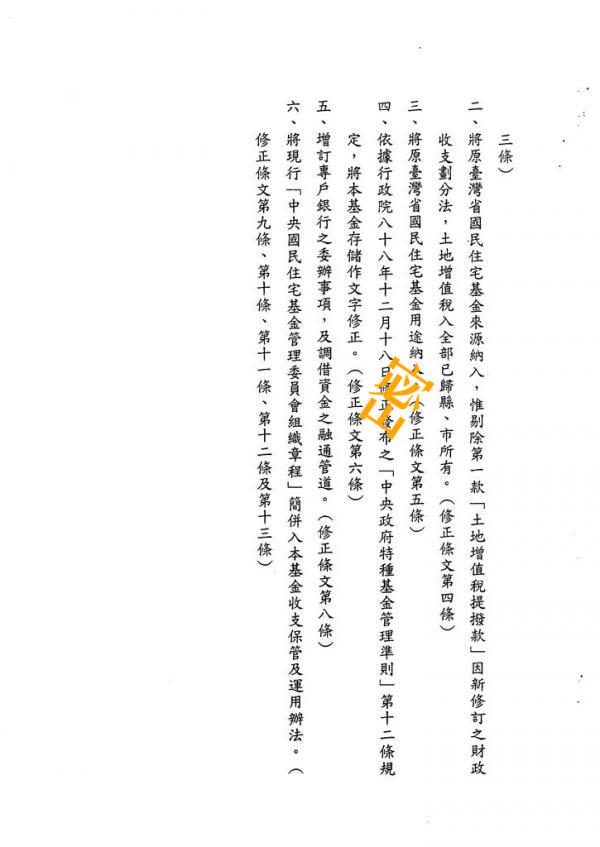 三條）
二、將原臺灣省國民住宅基金來源納入，惟剔除第一款「土地增值稅提撥款」因新修訂之財政
收支劃分法，土地增值稅入全部已歸縣、市所有。（修正條文第四條）
三、將原臺灣省國民住宅基金用途納（修正條文第五條）
四、依據行政院八十八年十二月十八日修正發布之「中央政府特種基金管理準則」第十二條規
定，將本基金存儲作文字修正。（修正條文第六條）
五、增訂專戶銀行之委辦事項，及調借資金之融通管道。（修正條文第八條）
六、將現行「中央國民住宅基金管理委員會組織章程」簡併入本基金收支保管及運用辦法。（
修正條文第九條、第十條、第十一條、第十二條及第十三條）
密